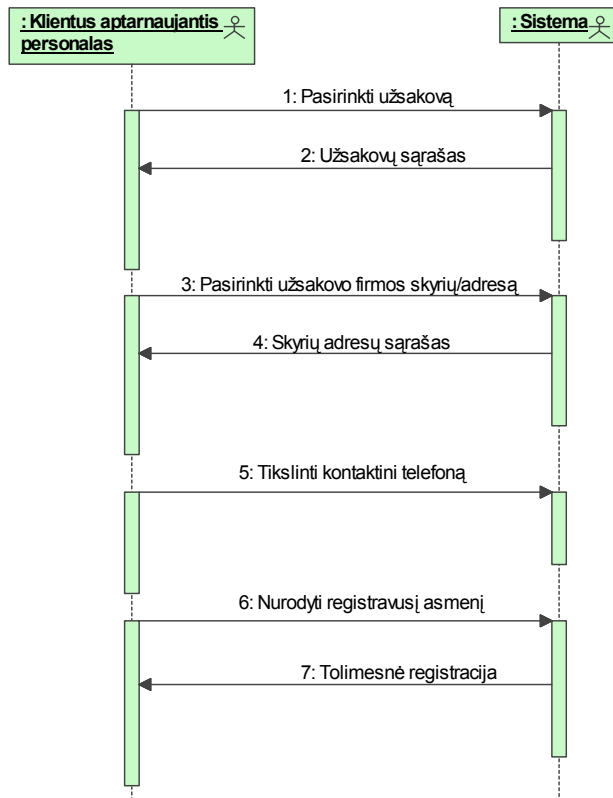 : Klientus aptarnaujantis
personalas
: Sistema
1: Pasirinkti užsakovą
2: Užsakovų sąrašas
3: Pasirinkti užsakovo firmos skyrių/adresą
4: Skyrių adresų sąrašas
5: Tikslinti kontaktini telefoną
6: Nurodyti registravusį asmenį
7: Tolimesnė registracija